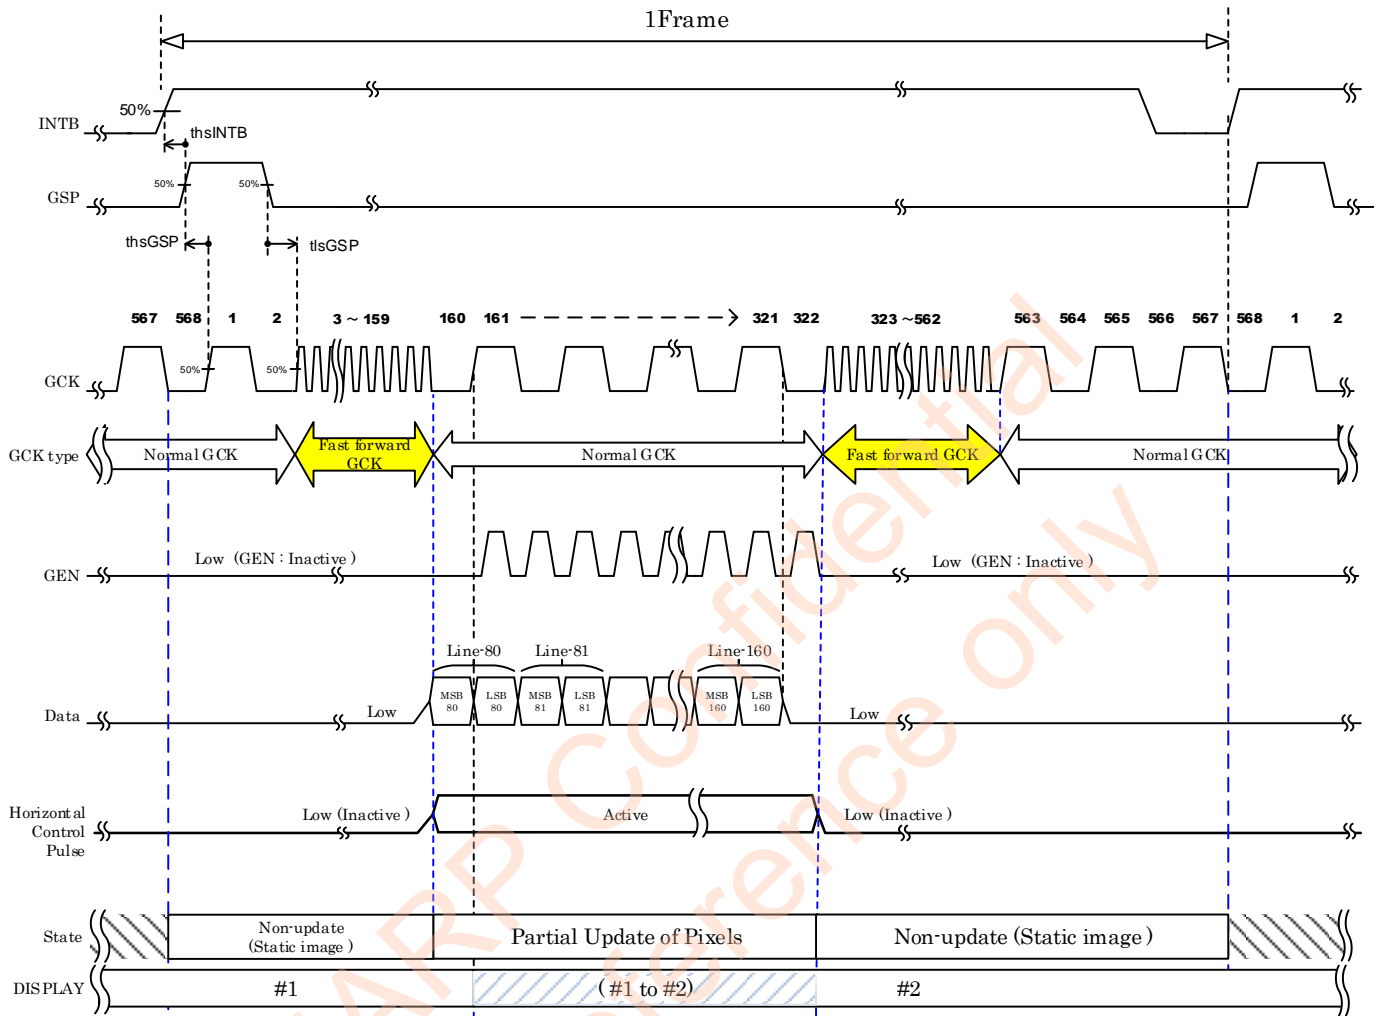 1Frame
50%
INTB
thsINTB
50%
50%
GSP
thsGSP
tlsGSP
567 568 1 2 3 ~ 159 160 161 321 322 323 ~562 563 564 565 566 567 568 1 2
50%
50%
GCK
GCK type
Normal GCK
Fast forward
GCK
Normal GCK
Fast forward GCK
Normal GCK
Low (GEN : Inactive)
Low (GEN : Inactive)
GEN
Line-80
Line-81
Line-160
MSB
80
LSB
80
MSB
81
LSB
81
MSB
160
LSB
160
Data
Low
Low
Horizontal
Control
Pulse
Low (Inactive)
Active
Low (Inactive)
State
Non-update
(Static image)
Partial Update of Pixels
Non-update (Static image)
DISPLAY
#1
(#1 to #2)
#2
ARP Confidential
ference only